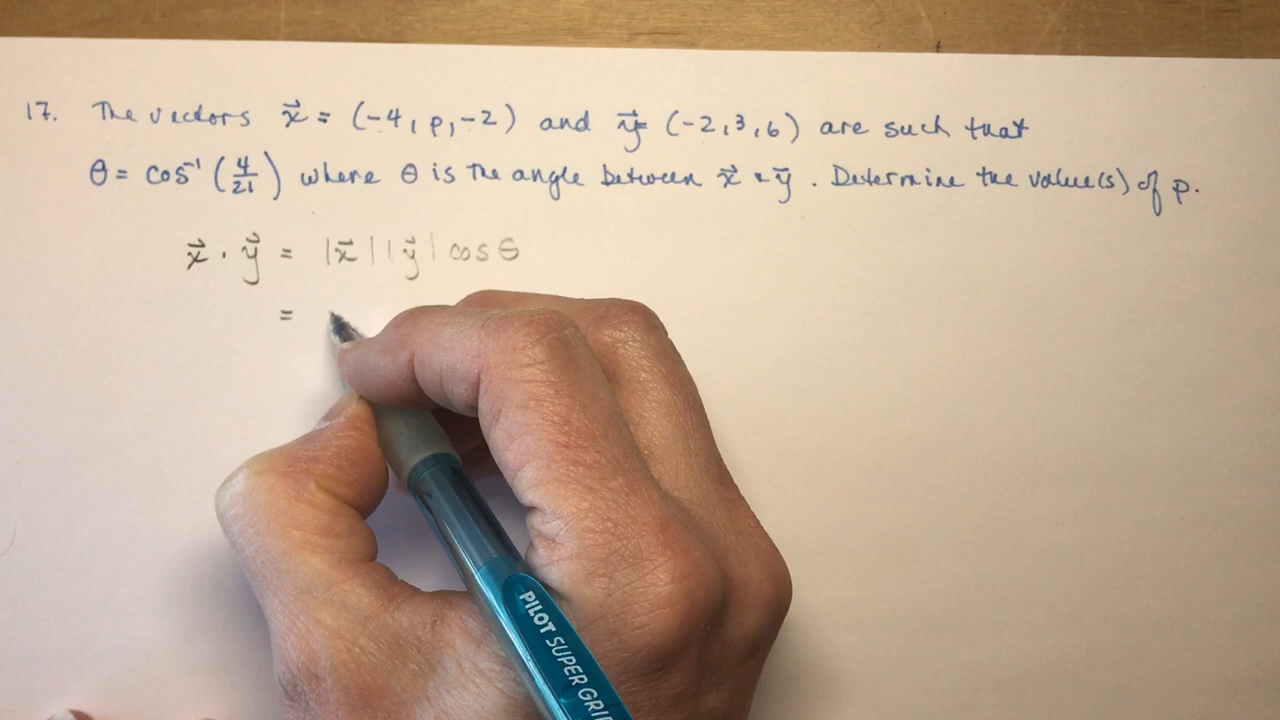 17. The vectors x⃗ = (-4, p, -2) and y⃗ = (-2, 3, 6) are such that
θ = cos⁻¹ (4/21) where θ is the angle between x⃗ & y⃗. Determine the value(s) of p.
x⃗ · y⃗ = |x⃗| |y⃗| cos θ
=
PILOT SUPER GRIP